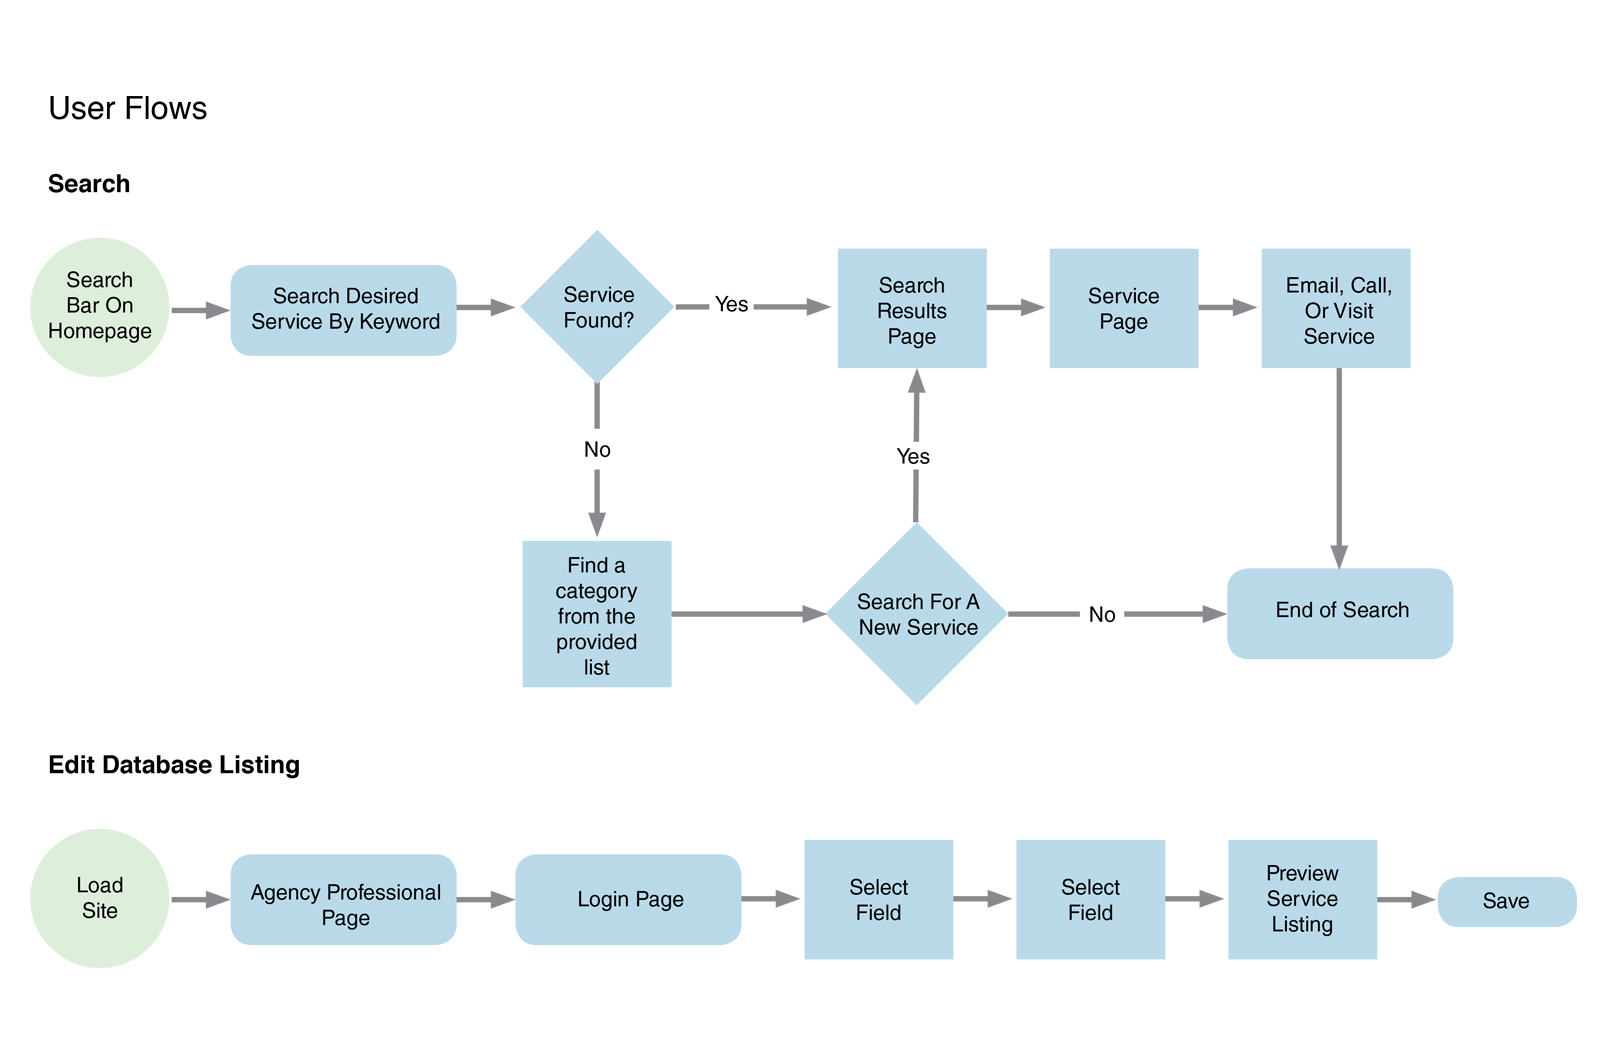 User Flows
Search
Search
Bar On
Homepage
Search Desired
Service By Keyword
Service
Found?
Yes
Search
Results
Page
Service
Page
Email, Call,
Or Visit
Service
No
Yes
Find a
category
from the
provided
list
Search For A
New Service
No
End of Search
Edit Database Listing
Load
Site
Agency Professional
Page
Login Page
Select
Field
Select
Field
Preview
Service
Listing
Save